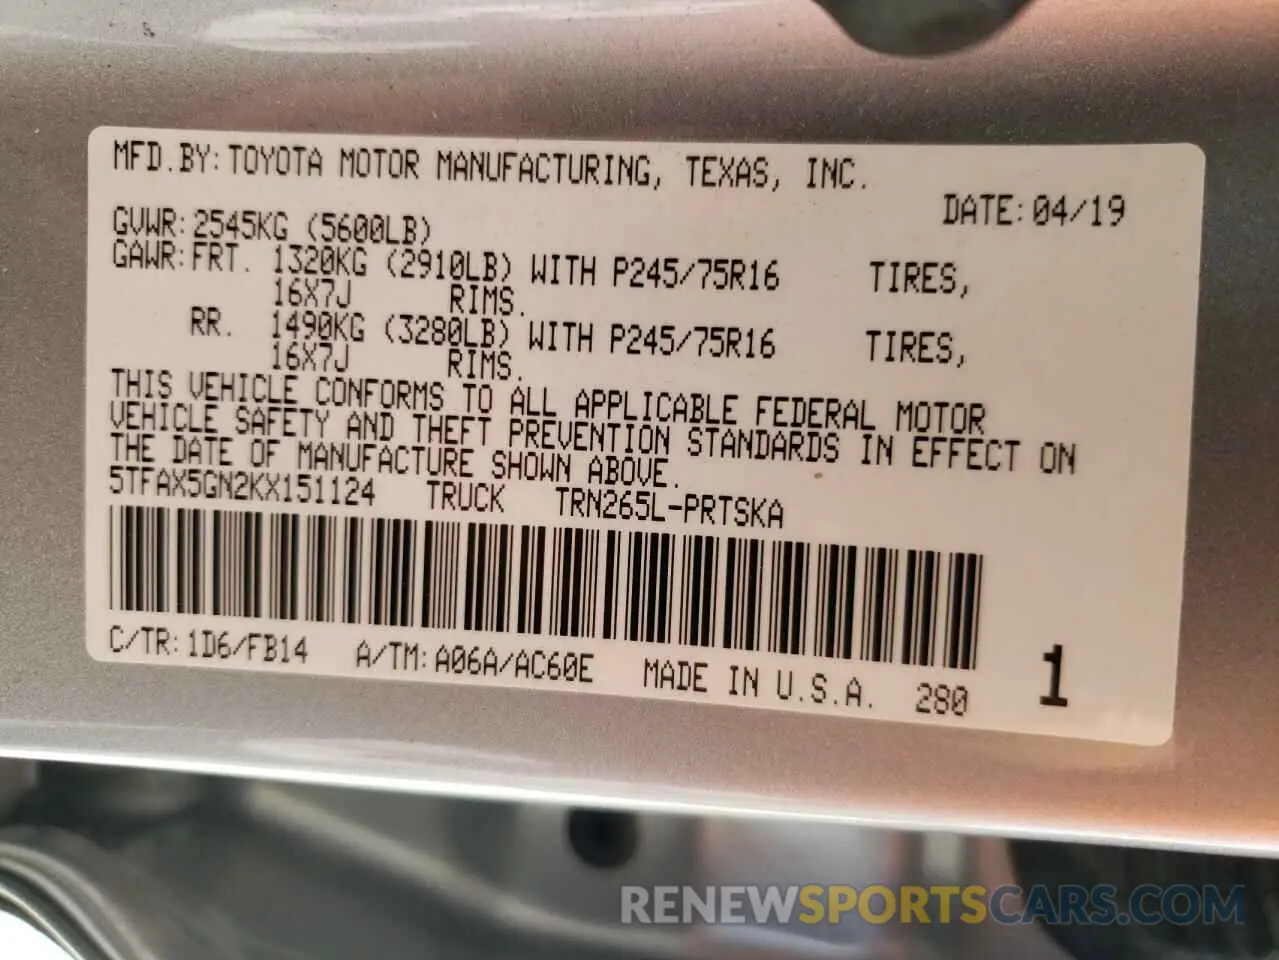 MFD.BY:TOYOTA MOTOR MANUFACTURING, TEXAS, INC.
DATE:04/19
GVWR:2545KG (5600LB)
GAWR:FRT. 1320KG (2910LB) WITH P245/75R16 TIRES,
16X7J RIMS.
RR. 1490KG (3280LB) WITH P245/75R16 TIRES,
16X7J RIMS.
THIS VEHICLE CONFORMS TO ALL APPLICABLE FEDERAL MOTOR
VEHICLE SAFETY AND THEFT PREVENTION STANDARDS IN EFFECT ON
THE DATE OF MANUFACTURE SHOWN ABOVE.
5TFAX5GN2KX151124 TRUCK TRN265L-PRTSKA
C/TR:1D6/FB14 A/TM:A06A/AC60E MADE IN U.S.A. 280
1
RENEWSPORTSCARS.COM